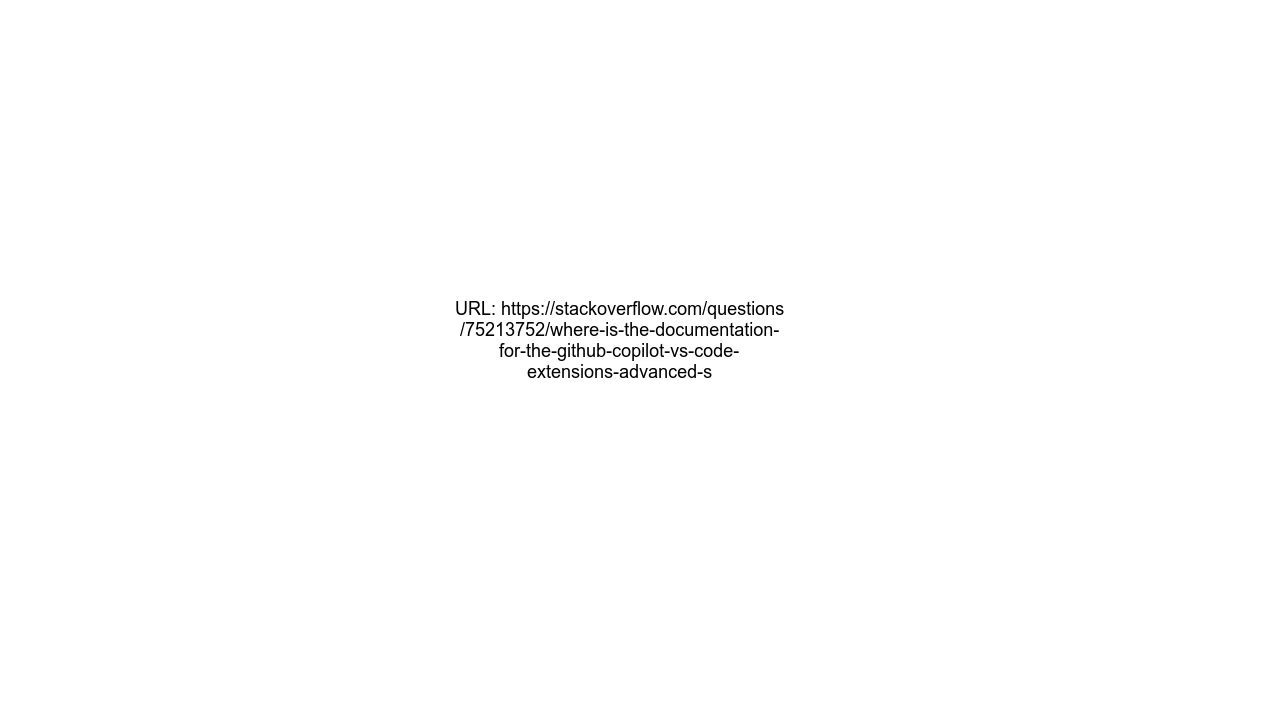 URL: https://stackoverflow.com/questions
/75213752/where-is-the-documentation-
for-the-github-copilot-vs-code-
extensions-advanced-s